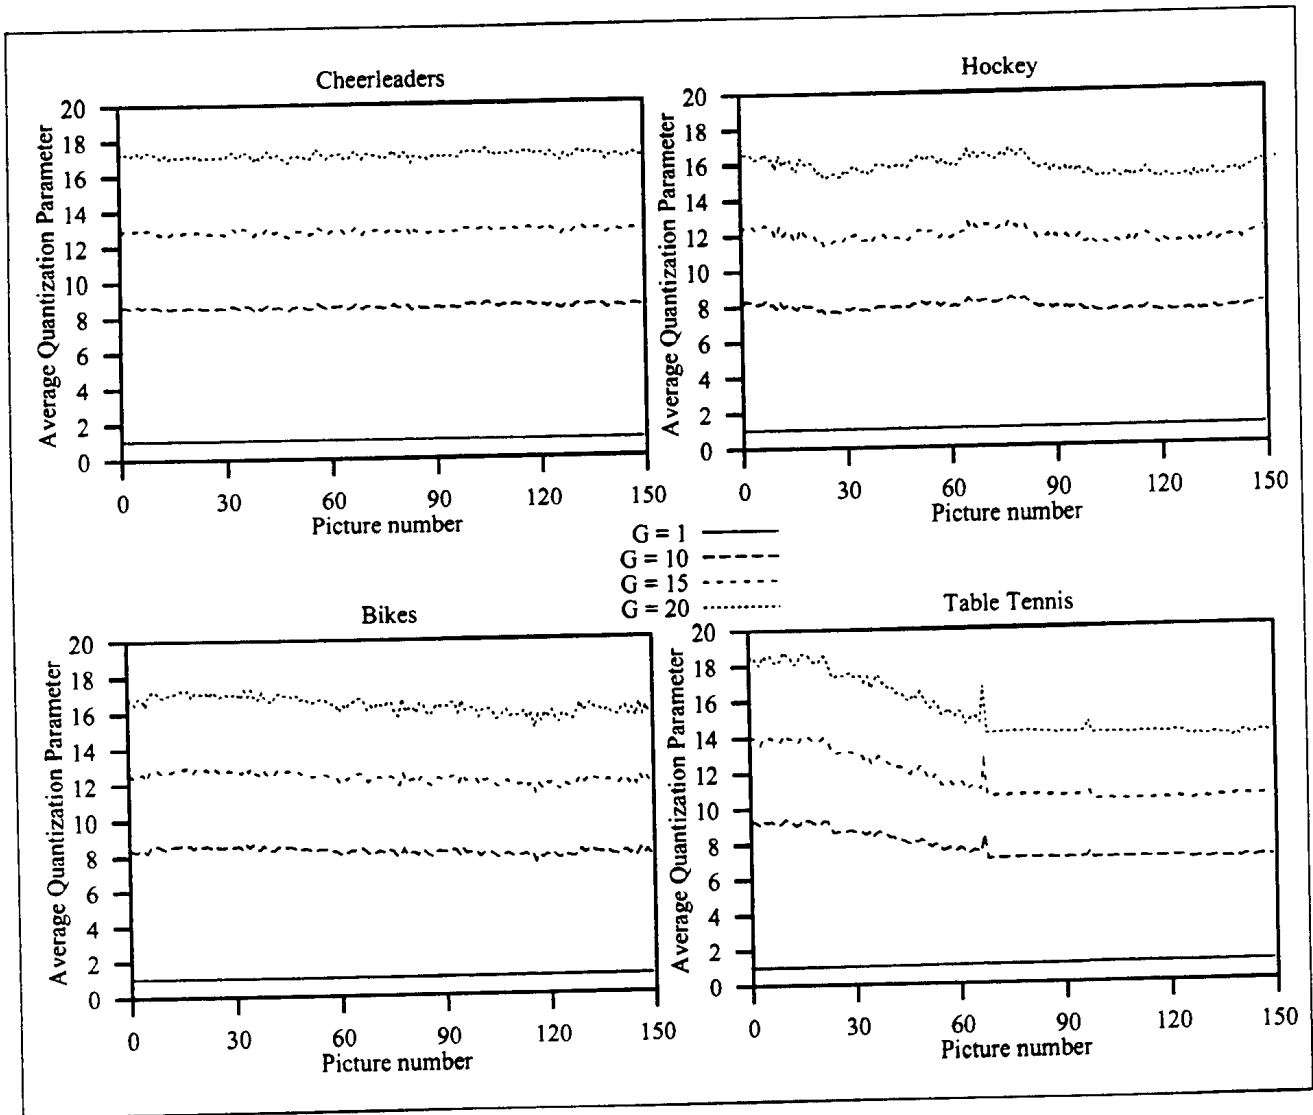 Cheerleaders
Average Quantization Parameter
20
18
16
14
12
10
8
6
4
2
0
0 30 60 90 120 150
Picture number
Hockey
Average Quantization Parameter
20
18
16
14
12
10
8
6
4
2
0
0 30 60 90 120 150
Picture number
G = 1
G = 10
G = 15
G = 20
Bikes
Average Quantization Parameter
20
18
16
14
12
10
8
6
4
2
0
0 30 60 90 120 150
Picture number
Table Tennis
Average Quantization Parameter
20
18
16
14
12
10
8
6
4
2
0
0 30 60 90 120 150
Picture number